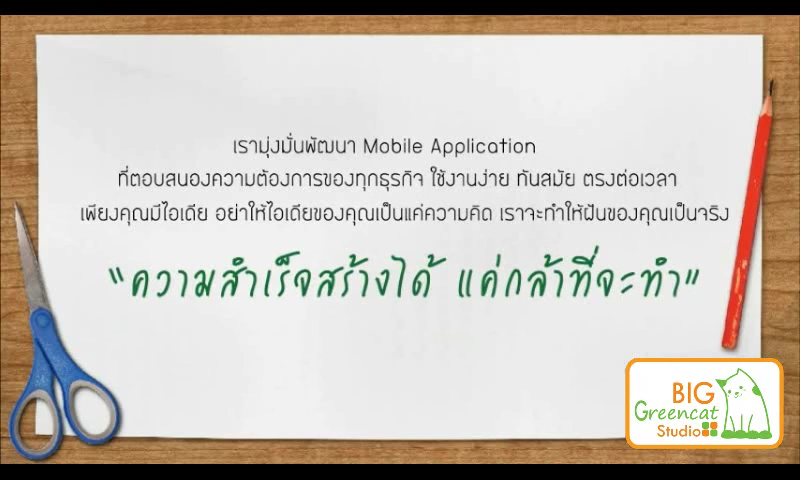 เรามุ่งมั่นพัฒนา Mobile Application
ที่ตอบสนองความต้องการของทุกธุรกิจ ใช้งานง่าย ทันสมัย ตรงต่อเวลา
เพียงคุณมีไอเดีย อย่าให้ไอเดียของคุณเป็นแค่ความคิด เราจะทำให้ฝันของคุณเป็นจริง
"ความสำเร็จสร้างได้ แค่กล้าที่จะทำ"
BIG
Greencat
Studio